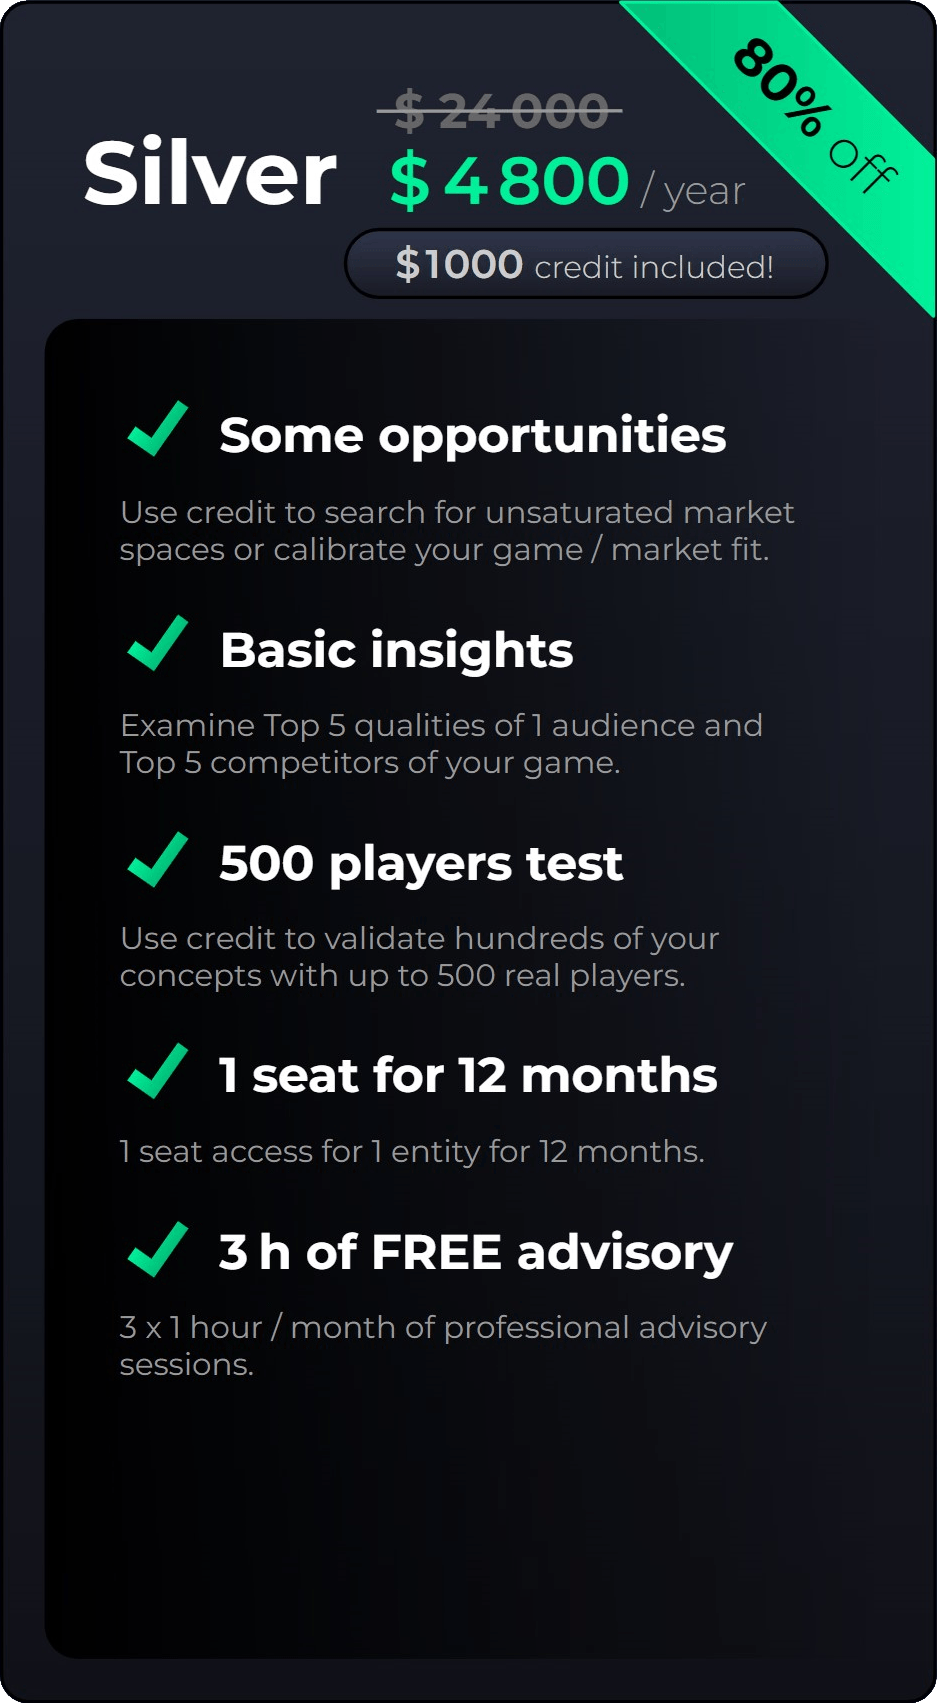 80% off
$ 24 000
Silver
$ 4 800 / year
$1000 credit included!
Some opportunities
Use credit to search for unsaturated market
spaces or calibrate your game / market fit.
Basic insights
Examine Top 5 qualities of 1 audience and
Top 5 competitors of your game.
500 players test
Use credit to validate hundreds of your
concepts with up to 500 real players.
1 seat for 12 months
1 seat access for 1 entity for 12 months.
3 h of FREE advisory
3 x 1 hour / month of professional advisory
sessions.